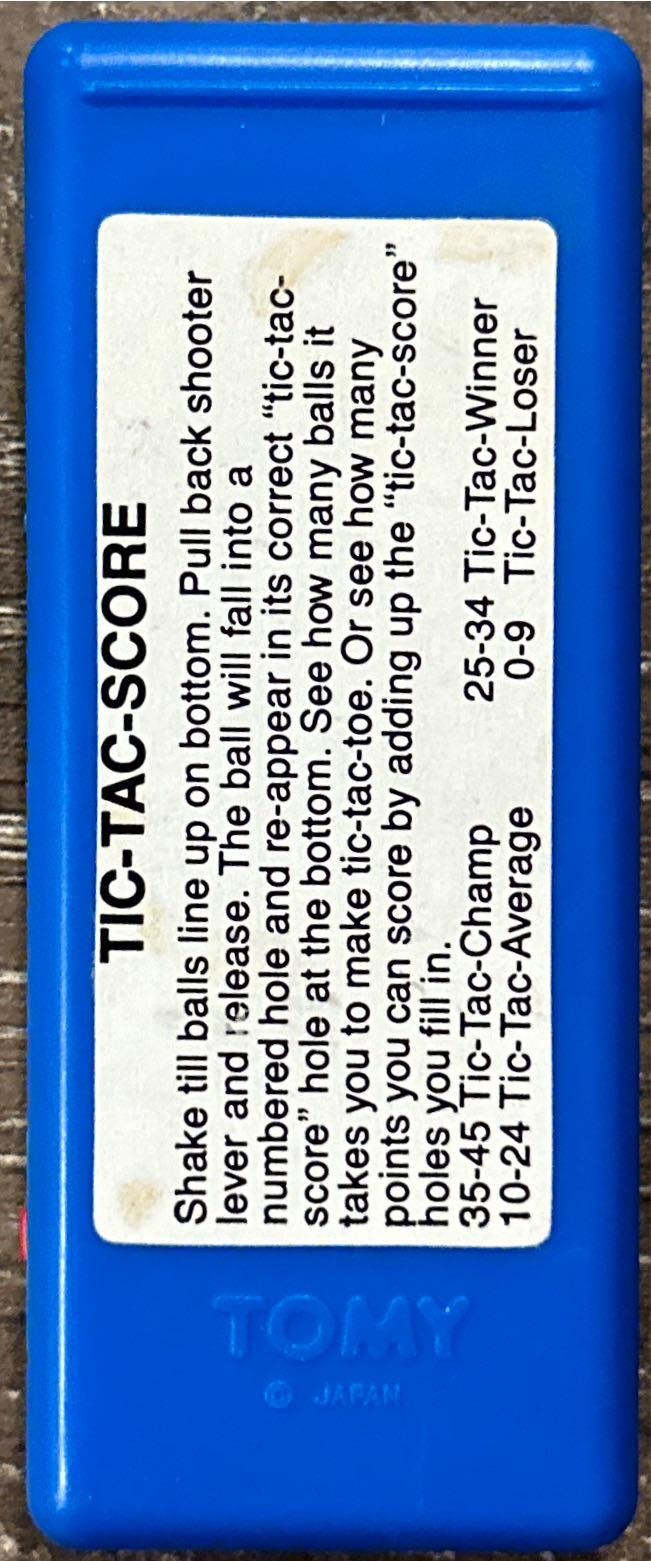 TIC-TAC-SCORE
Shake till balls line up on bottom. Pull back shooter
lever and release. The ball will fall into a
numbered hole and re-appear in its correct “tic-tac-
score” hole at the bottom. See how many balls it
takes you to make tic-tac-toe. Or see how many
points you can score by adding up the “tic-tac-score”
holes you fill in.
35-45 Tic-Tac-Champ 25-34 Tic-Tac-Winner
10-24 Tic-Tac-Average 0-9 Tic-Tac-Loser
TOMY
© JAPAN